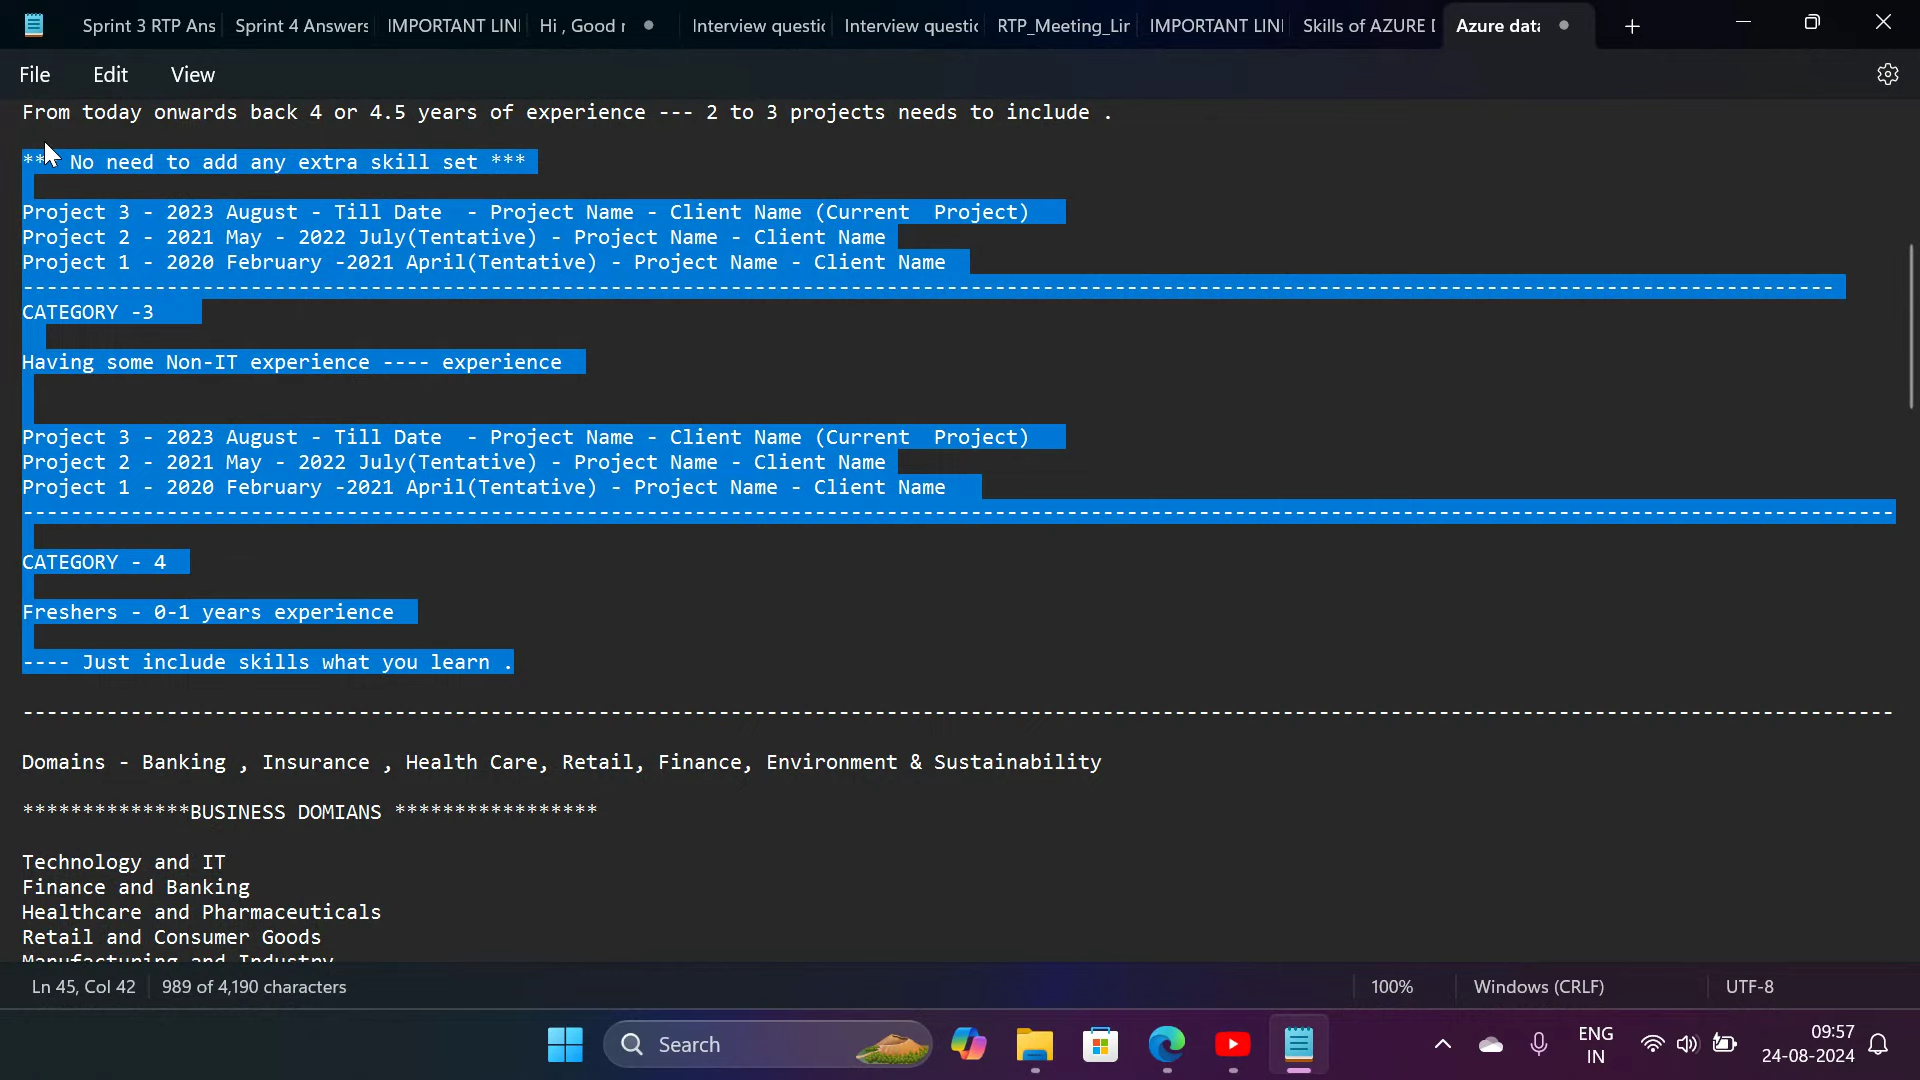 Sprint 3 RTP Ans
Sprint 4 Answers
IMPORTANT LIN
Hi , Good
Interview questi
Interview questi
RTP_Meeting_Lin
IMPORTANT LIN
Skills of AZURE
Azure data
File
Edit
View
From today onwards back 4 or 4.5 years of experience --- 2 to 3 projects needs to include .
*** No need to add any extra skill set ***
Project 3 - 2023 August - Till Date  - Project Name - Client Name (Current  Project)
Project 2 - 2021 May - 2022 July(Tentative) - Project Name - Client Name
Project 1 - 2020 February -2021 April(Tentative) - Project Name - Client Name
CATEGORY -3
Having some Non-IT experience ---- experience
Project 3 - 2023 August - Till Date  - Project Name - Client Name (Current  Project)
Project 2 - 2021 May - 2022 July(Tentative) - Project Name - Client Name
Project 1 - 2020 February -2021 April(Tentative) - Project Name - Client Name
CATEGORY - 4
Freshers - 0-1 years experience
---- Just include skills what you learn .
Domains - Banking , Insurance , Health Care, Retail, Finance, Environment & Sustainability
**************BUSINESS DOMIANS *****************
Technology and IT
Finance and Banking
Healthcare and Pharmaceuticals
Retail and Consumer Goods
Manufacturing and Industry
Ln 45, Col 42
989 of 4,190 characters
100%
Windows (CRLF)
UTF-8
Search
ENG
IN
09:57
24-08-2024